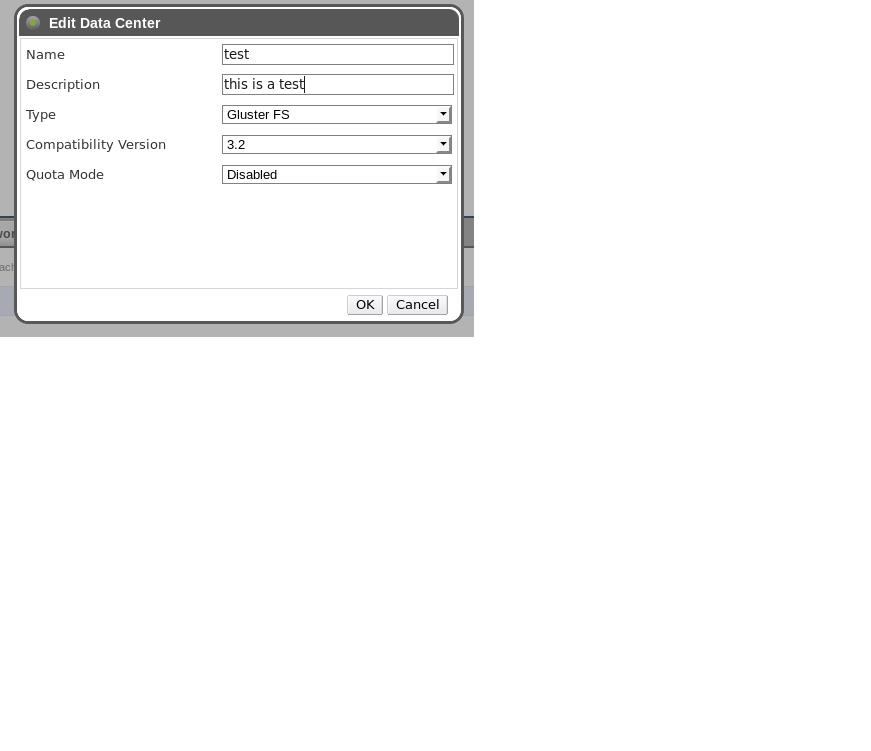 Edit Data Center
Name test
Description this is a test
Type Gluster FS
Compatibility Version 3.2
Quota Mode Disabled
OK Cancel